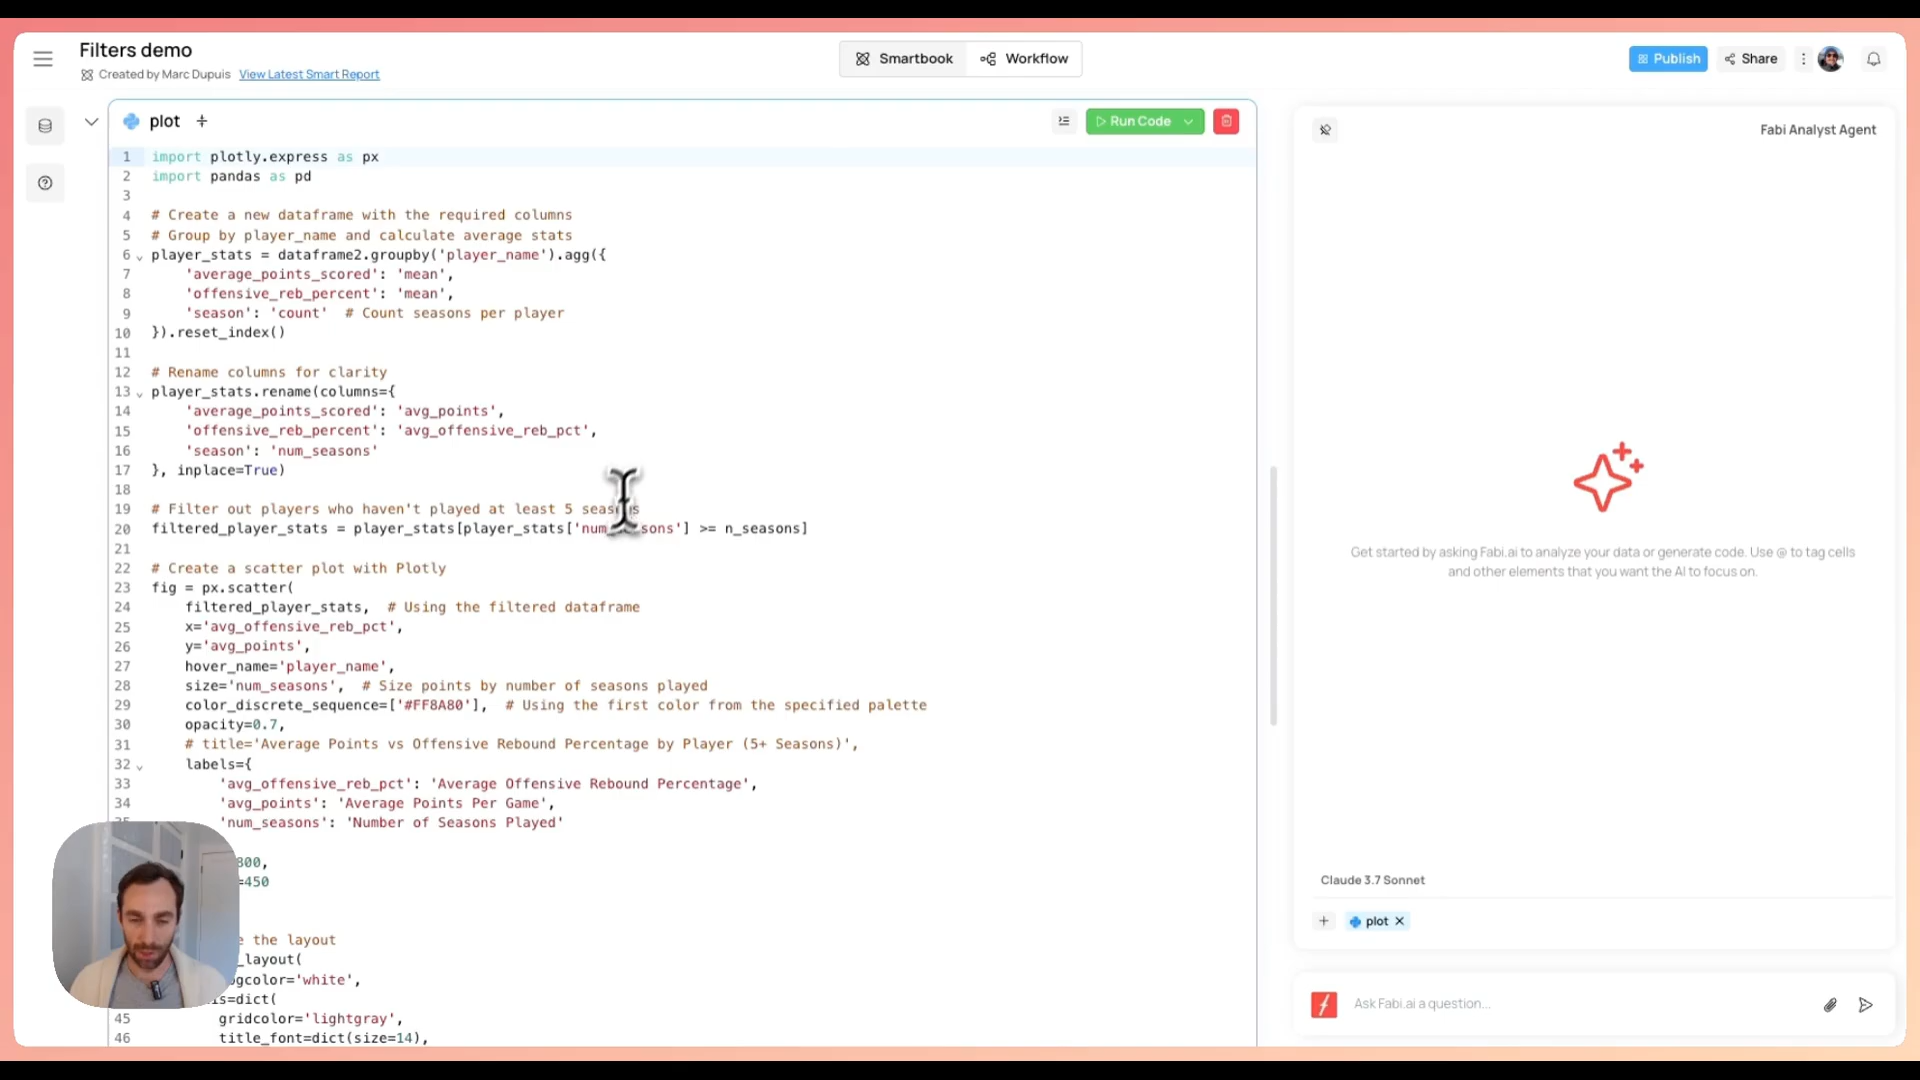 Filters demo
Created by Marc Dupuis View Latest Smart Report
Smartbook
Workflow
Publish
Share
plot
Run Code
1 import plotly.express as px
2 import pandas as pd
3
4 # Create a new dataframe with the required columns
5 # Group by player_name and calculate average stats
6 player_stats = dataframe2.groupby('player_name').agg({
7 'average_points_scored': 'mean',
8 'offensive_reb_percent': 'mean',
9 'season': 'count' # Count seasons per player
10 }).reset_index()
11
12 # Rename columns for clarity
13 player_stats.rename(columns={
14 'average_points_scored': 'avg_points',
15 'offensive_reb_percent': 'avg_offensive_reb_pct',
16 'season': 'num_seasons'
17 }, inplace=True)
18
19 # Filter out players who haven't played at least 5 seasons
20 filtered_player_stats = player_stats[player_stats['num_seasons'] >= n_seasons]
21
22 # Create a scatter plot with Plotly
23 fig = px.scatter(
24 filtered_player_stats, # Using the filtered dataframe
25 x='avg_offensive_reb_pct',
26 y='avg_points',
27 hover_name='player_name',
28 size='num_seasons', # Size points by number of seasons played
29 color_discrete_sequence=['#FF8A80'], # Using the first color from the specified palette
30 opacity=0.7,
31 # title='Average Points vs Offensive Rebound Percentage by Player (5+ Seasons)',
32 labels={
33 'avg_offensive_reb_pct': 'Average Offensive Rebound Percentage',
34 'avg_points': 'Average Points Per Game',
'num_seasons': 'Number of Seasons Played'
800,
=450
e the layout
_layout(
gcolor='white',
is=dict(
45 gridcolor='lightgray',
46 title_font=dict(size=14),
Fabi Analyst Agent
Get started by asking Fabi.ai to analyze your data or generate code. Use @ to tag cells
and other elements that you want the AI to focus on.
Claude 3.7 Sonnet
+ plot ×
Ask Fabi.ai a question...